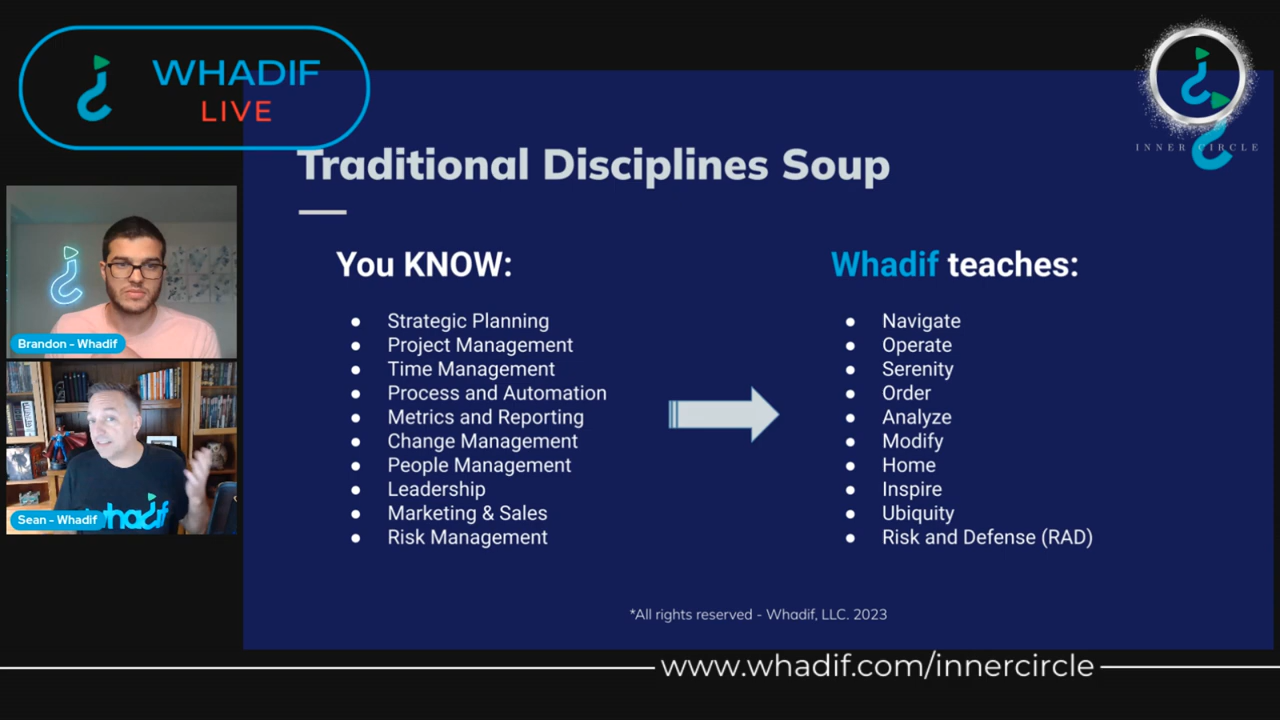 WHADIF
LIVE
INNER CIRCLE
Traditional Disciplines Soup
You KNOW:
Strategic Planning
Project Management
Time Management
Process and Automation
Metrics and Reporting
Change Management
People Management
Leadership
Marketing & Sales
Risk Management
Whadif teaches:
Navigate
Operate
Serenity
Order
Analyze
Modify
Home
Inspire
Ubiquity
Risk and Defense (RAD)
Brandon - Whadif
whadif
Sean - Whadif
*All rights reserved - Whadif, LLC. 2023
www.whadif.com/innercircle